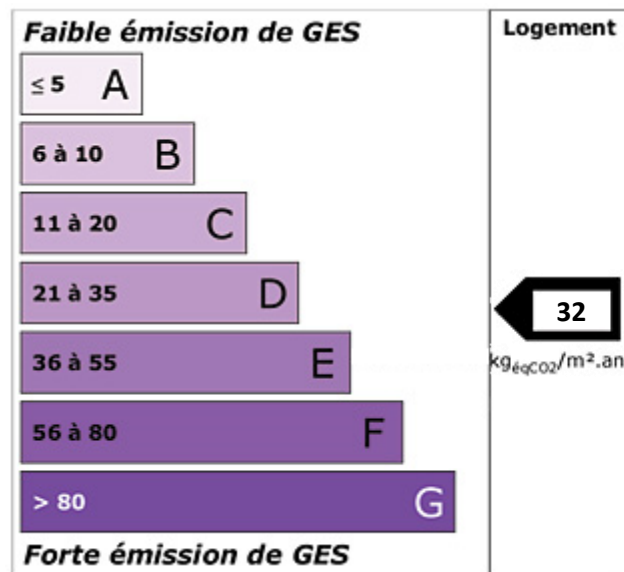 Faible émission de GES
Logement
≤ 5 A
6 à 10 B
11 à 20 C
21 à 35 D
32
kgéqCO2/m².an
36 à 55 E
56 à 80 F
> 80 G
Forte émission de GES